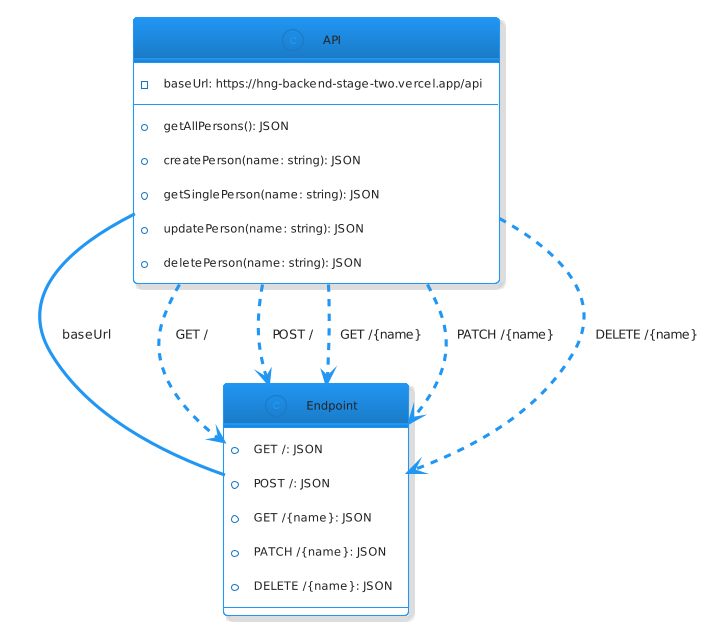 C API
baseUrl: https://hng-backend-stage-two.vercel.app/api
getAllPersons(): JSON
createPerson(name: string): JSON
getSinglePerson(name: string): JSON
updatePerson(name: string): JSON
deletePerson(name: string): JSON
baseUrl
GET /
POST /
GET /{name}
PATCH /{name}
DELETE /{name}
C Endpoint
GET /: JSON
POST /: JSON
GET /{name}: JSON
PATCH /{name}: JSON
DELETE /{name}: JSON